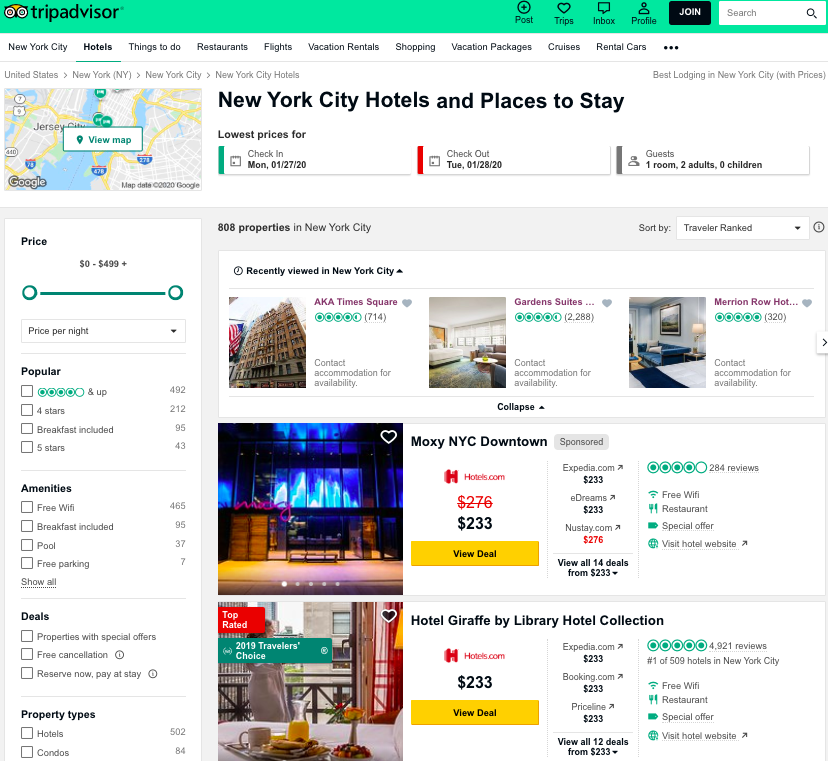 tripadvisor
Post
Trips
Inbox
Profile
JOIN
Search
New York City
Hotels
Things to do
Restaurants
Flights
Vacation Rentals
Shopping
Vacation Packages
Cruises
Rental Cars
United States > New York (NY) > New York City > New York City Hotels
Best Lodging in New York City (with Prices)
7
9
Jersey City
View map
440
78
278
478
Google
Map data ©2020 Google
New York City Hotels and Places to Stay
Lowest prices for
Check In
Mon, 01/27/20
Check Out
Tue, 01/28/20
Guests
1 room, 2 adults, 0 children
808 properties in New York City
Sort by:
Traveler Ranked
Price
$0 - $499 +
Price per night
Popular
& up 492
4 stars 212
Breakfast included 95
5 stars 43
Amenities
Free Wifi 465
Breakfast included 95
Pool 37
Free parking 7
Show all
Deals
Properties with special offers
Free cancellation
Reserve now, pay at stay
Property types
Hotels 502
Condos 84
Recently viewed in New York City
AKA Times Square
(714)
Contact
accommodation for
availability.
Gardens Suites ...
(2,288)
Contact
accommodation for
availability.
Merrion Row Hot...
(320)
Contact
accommodation for
availability.
Collapse
moxy
Moxy NYC Downtown
Sponsored
Hotels.com
$276
$233
View Deal
Expedia.com
$233
eDreams
$233
Nustay.com
$276
View all 14 deals
from $233
284 reviews
Free Wifi
Restaurant
Special offer
Visit hotel website
Top
Rated
2019 Travelers'
Choice
Hotel Giraffe by Library Hotel Collection
Hotels.com
$233
View Deal
Expedia.com
$233
Booking.com
$233
Priceline
$233
View all 12 deals
from $233
4,921 reviews
#1 of 509 hotels in New York City
Free Wifi
Restaurant
Special offer
Visit hotel website